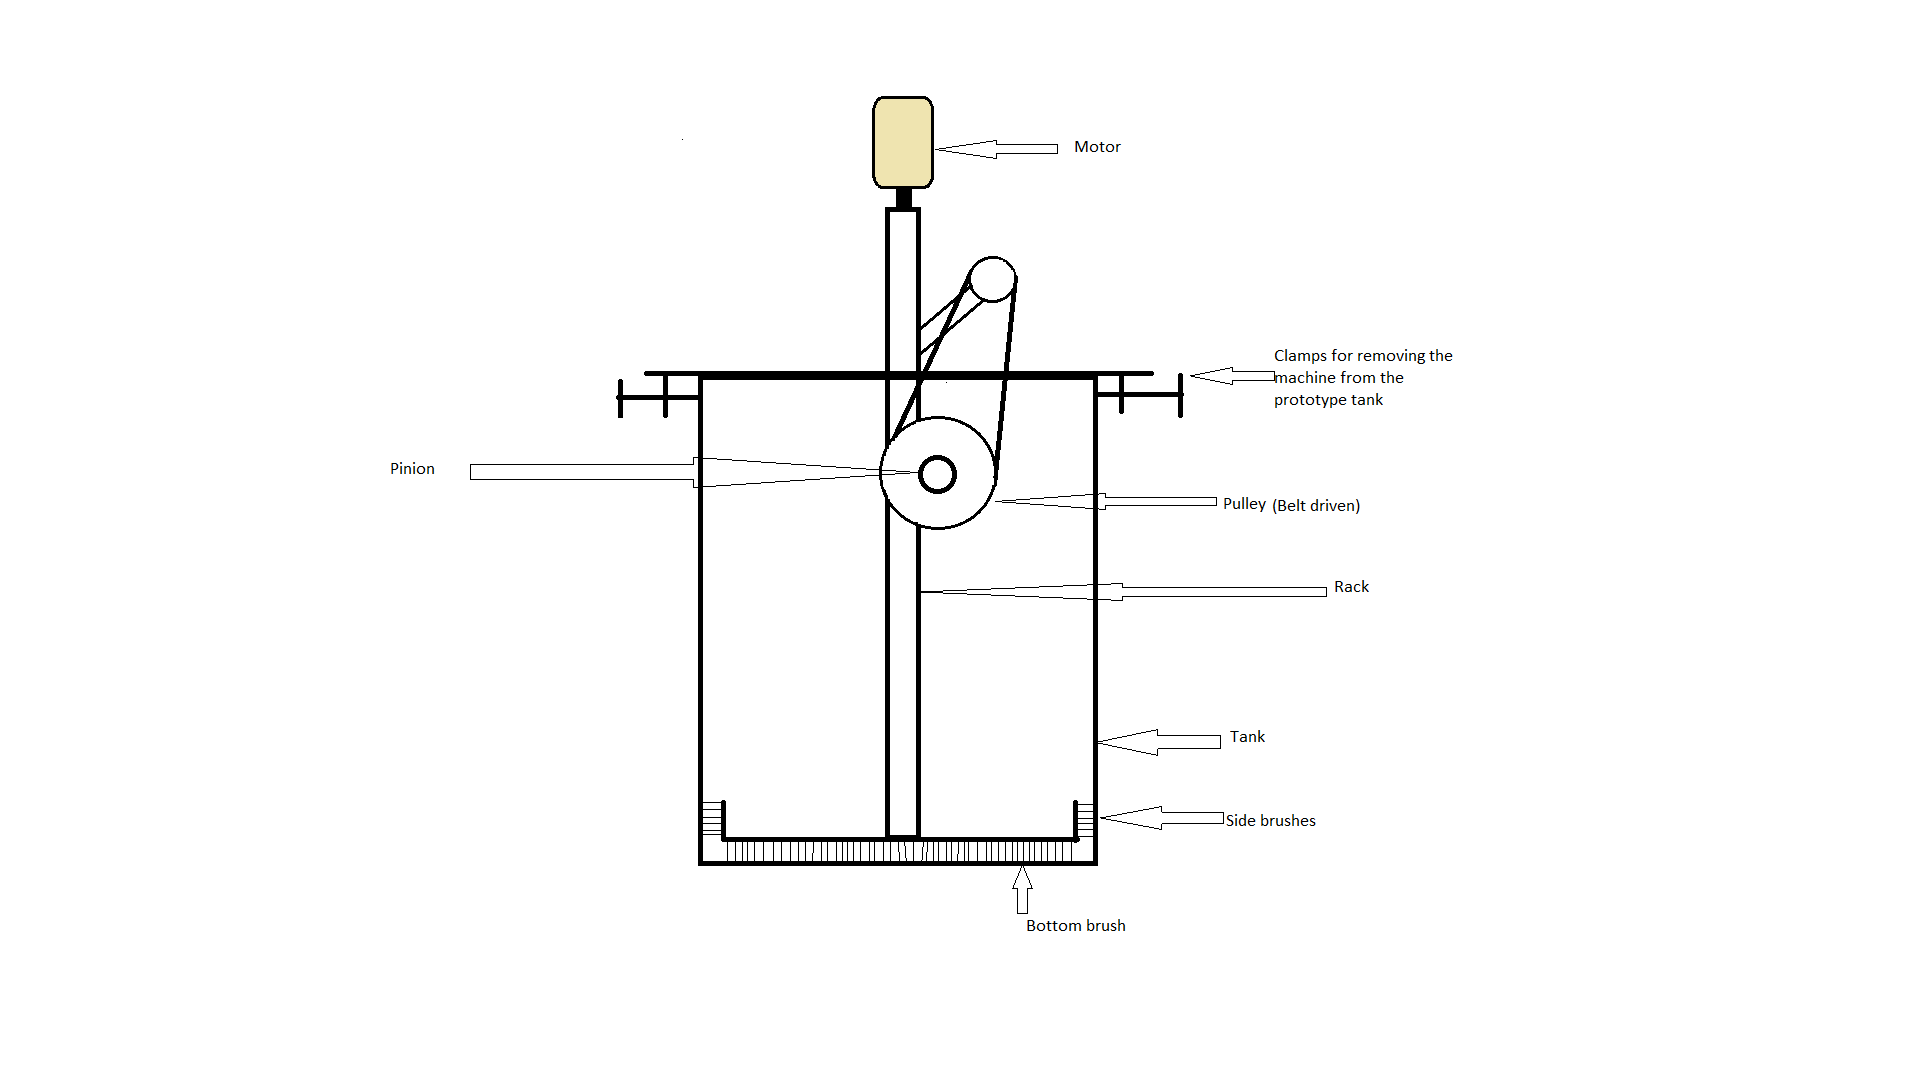 Motor
Clamps for removing the
machine from the
prototype tank
Pinion
Pulley (Belt driven)
Rack
Tank
Side brushes
Bottom brush